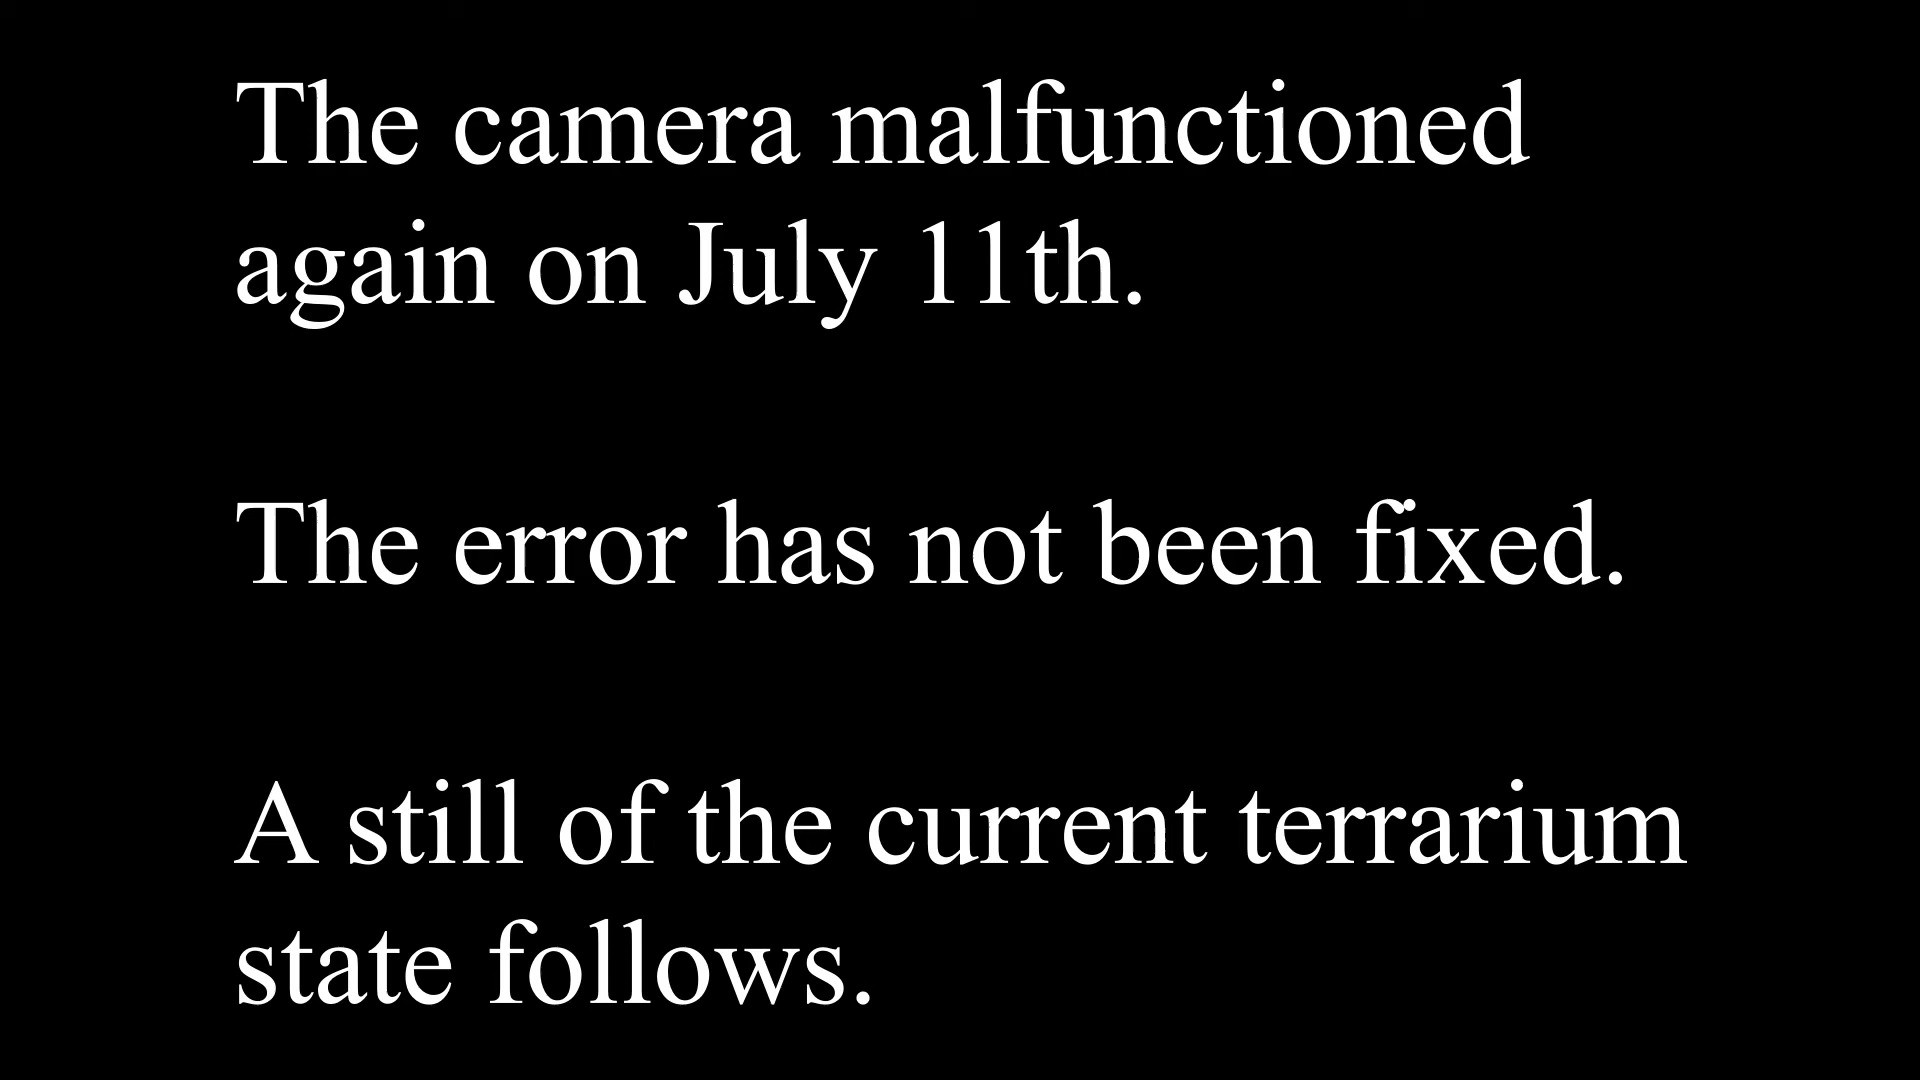 The camera malfunctioned
again on July 11th.
The error has not been fixed.
A still of the current terrarium
state follows.